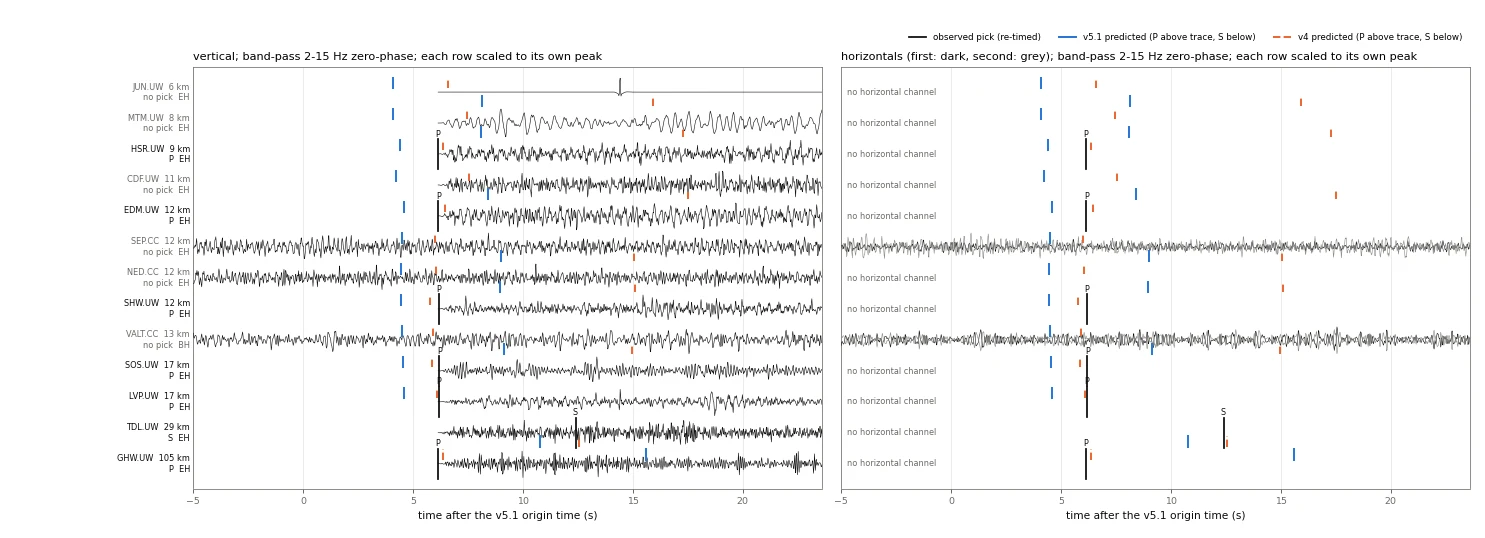 observed pick (re-timed) v5.1 predicted (P above trace, S below) v4 predicted (P above trace, S below)
vertical; band-pass 2-15 Hz zero-phase; each row scaled to its own peak
JUN.UW 6 km
no pick EH
MTM.UW 8 km
no pick EH
P
HSR.UW 9 km
P EH
CDF.UW 11 km
no pick EH
P
EDM.UW 12 km
P EH
SEP.CC 12 km
no pick EH
NED.CC 12 km
no pick EH
P
SHW.UW 12 km
P EH
VALT.CC 13 km
no pick BH
P
SOS.UW 17 km
P EH
P
LVP.UW 17 km
P EH
S
TDL.UW 29 km
S EH
P
GHW.UW 105 km
P EH
−5 0 5 10 15 20
time after the v5.1 origin time (s)
horizontals (first: dark, second: grey); band-pass 2-15 Hz zero-phase; each row scaled to its own peak
no horizontal channel
no horizontal channel
P
no horizontal channel
no horizontal channel
P
no horizontal channel
no horizontal channel
P
no horizontal channel
P
no horizontal channel
P
no horizontal channel
S
no horizontal channel
P
no horizontal channel
−5 0 5 10 15 20
time after the v5.1 origin time (s)